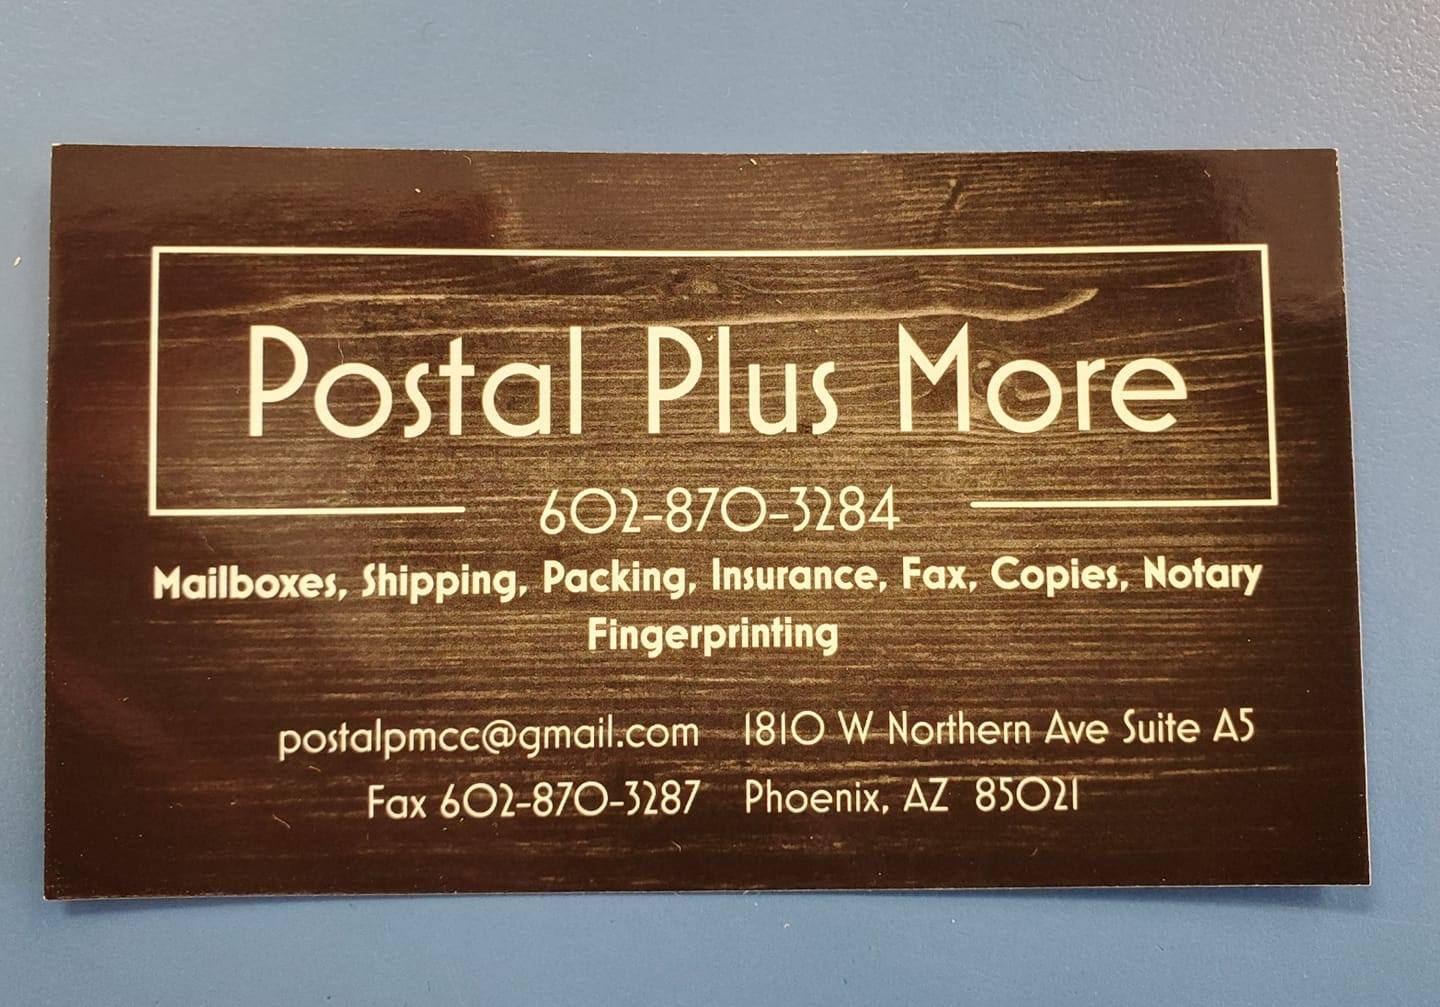 Postal Plus More
602-870-3284
Mailboxes, Shipping, Packing, Insurance, Fax, Copies, Notary
Fingerprinting
postalpmcc@gmail.com
Fax 602-870-3287
1810 W Northern Ave Suite A5
Phoenix, AZ 85021